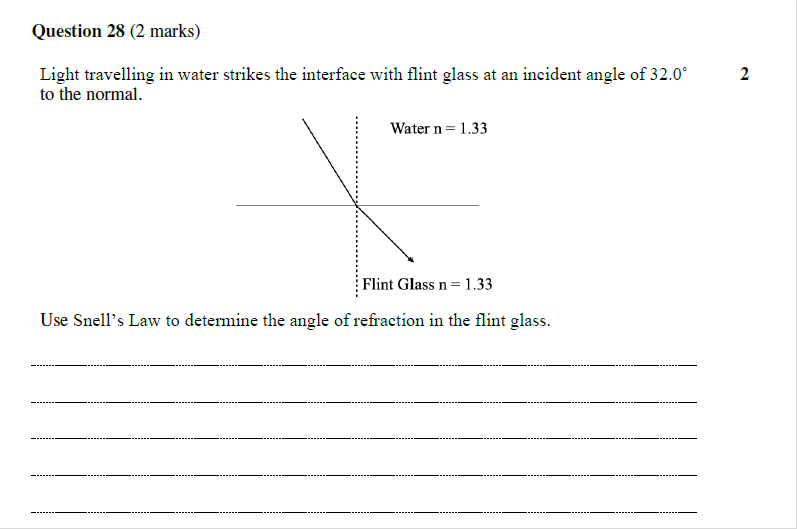 Question 28 (2 marks)
Light travelling in water strikes the interface with flint glass at an incident angle of 32.0° 2
to the normal.
Water n = 1.33
Flint Glass n = 1.33
Use Snell's Law to determine the angle of refraction in the flint glass.